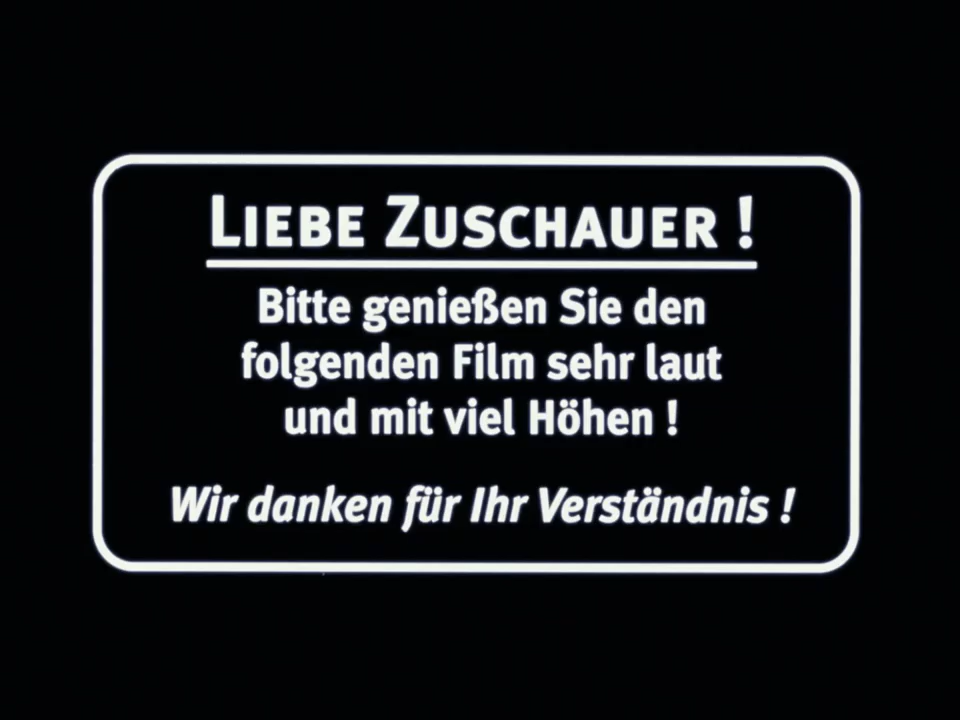 LIEBE ZUSCHAUER !
Bitte genießen Sie den
folgenden Film sehr laut
und mit viel Höhen !
Wir danken für Ihr Verständnis !